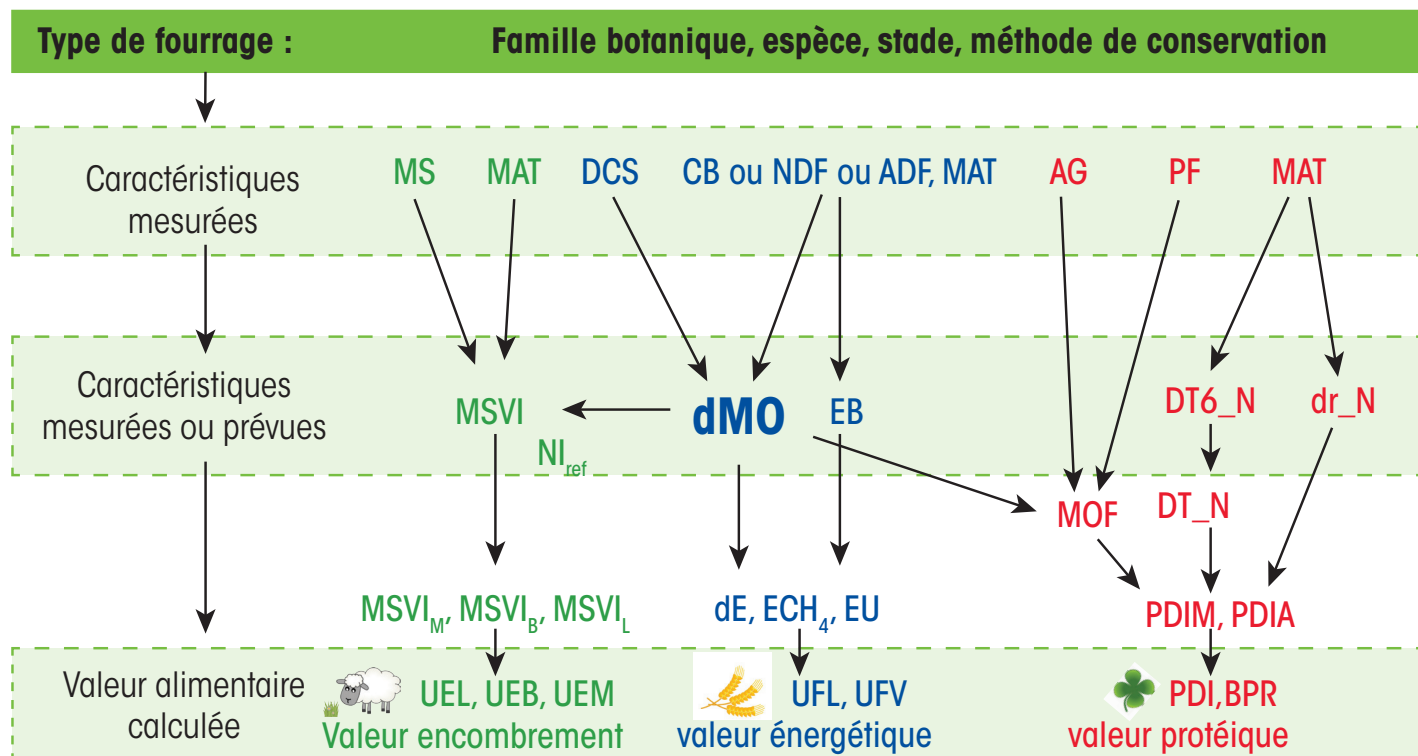 Type de fourrage : Famille botanique, espèce, stade, méthode de conservation
Caractéristiques
mesurées
MS MAT DCS CB ou NDF ou ADF, MAT AG PF MAT
Caractéristiques
mesurées ou prévues
MSVI dMO EB DT6_N dr_N
NIref
MOF DT_N
MSVIM, MSVIB, MSVIL dE, ECH4, EU PDIM, PDIA
Valeur alimentaire
calculée
UEL, UEB, UEM UFL, UFV PDI,BPR
Valeur encombrement valeur énergétique valeur protéique